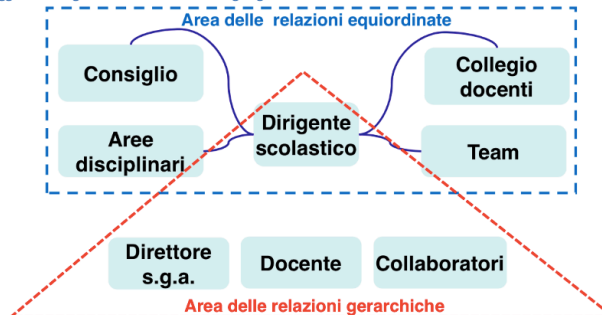 Area delle relazioni equiordinate
Consiglio
Collegio
docenti
Dirigente
scolastico
Aree
disciplinari
Team
Direttore
s.g.a.
Docente
Collaboratori
Area delle relazioni gerarchiche